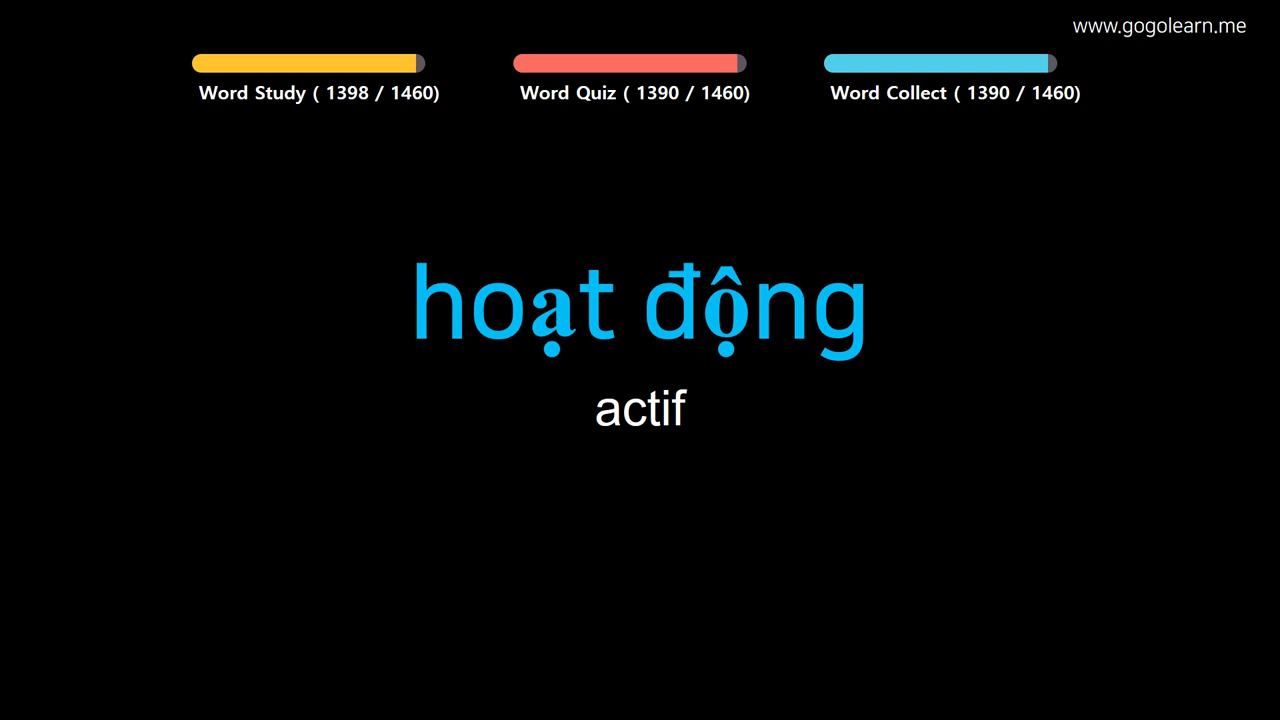 www.gogolearn.me
Word Study ( 1398 / 1460)
Word Quiz ( 1390 / 1460)
Word Collect ( 1390 / 1460)
hoạt động
actif